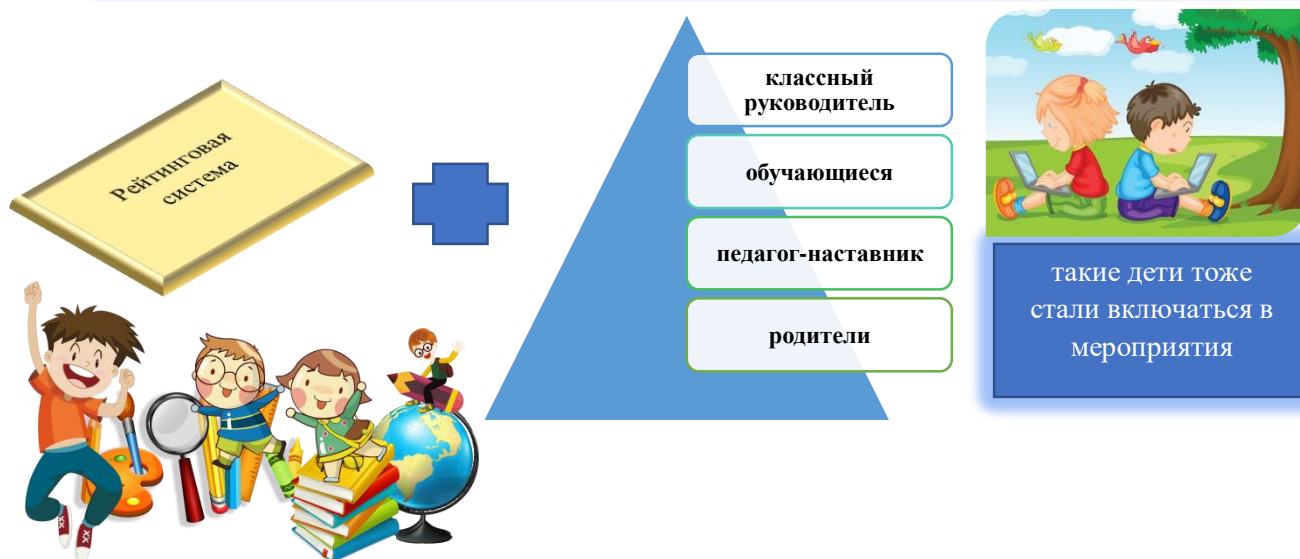 Рейтинговая
система
классный
руководитель
обучающиеся
педагог-наставник
родители
такие дети тоже
стали включаться в
мероприятия